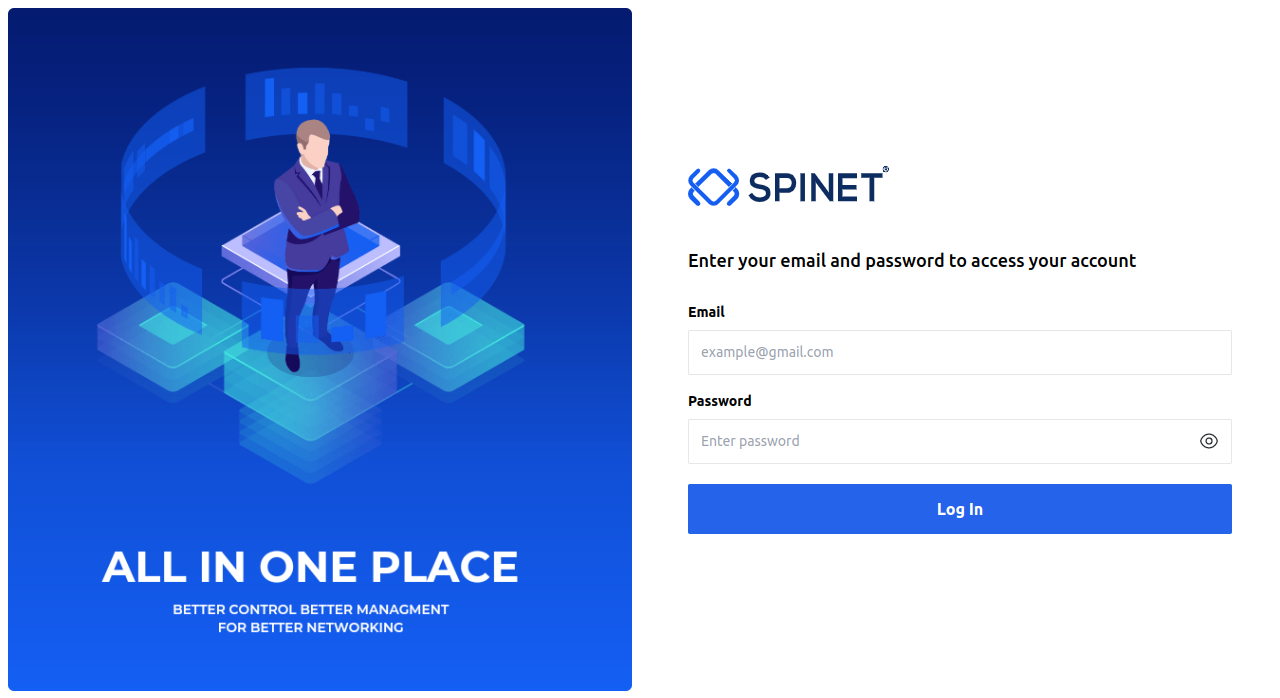 ALL IN ONE PLACE
BETTER CONTROL BETTER MANAGMENT
FOR BETTER NETWORKING
SPINET®
Enter your email and password to access your account
Email
example@gmail.com
Password
Enter password
Log In